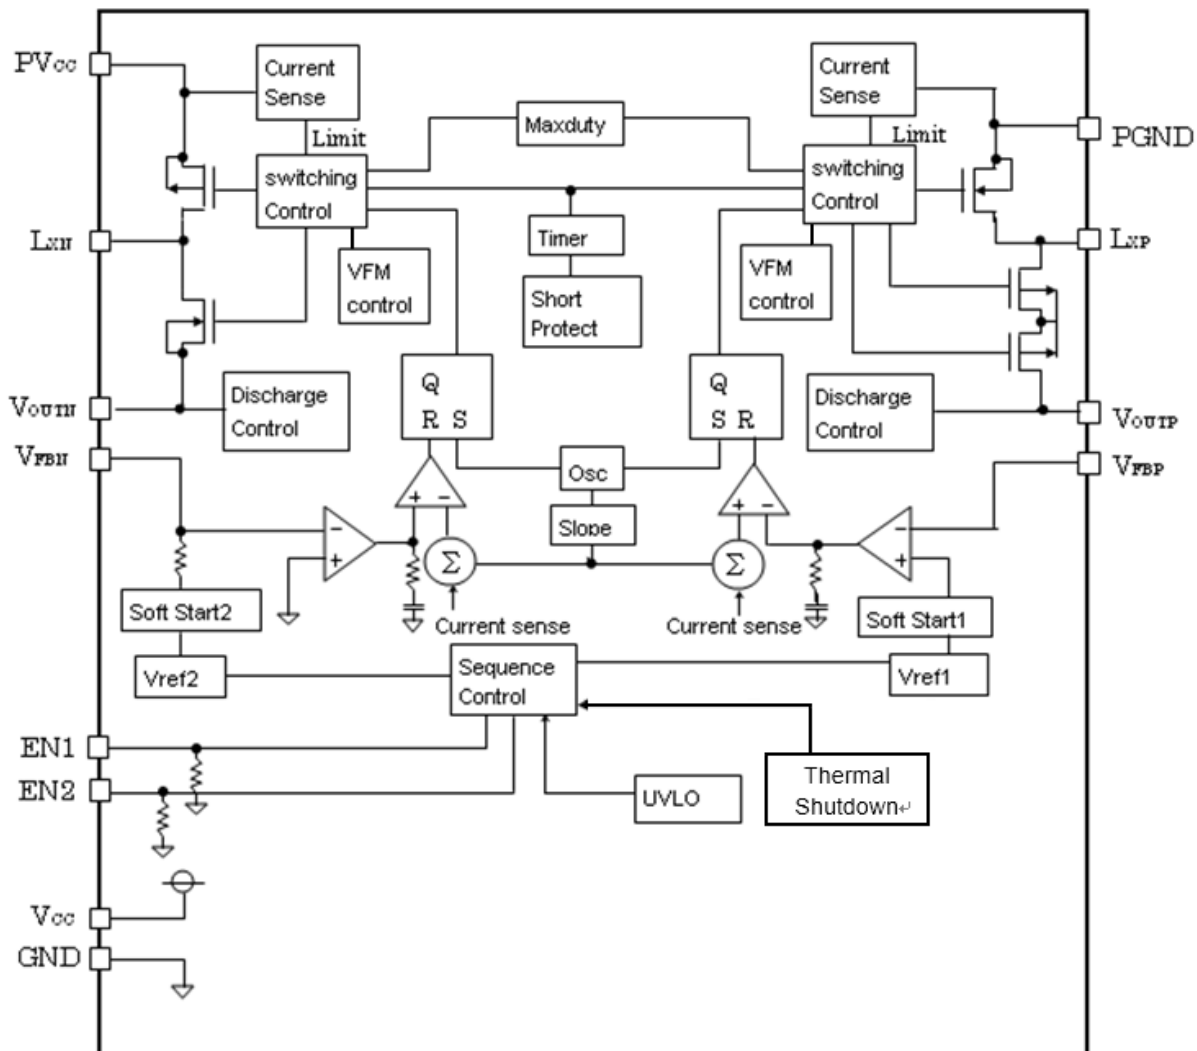 PVCC
Current
Sense
Limit
Maxduty
Current
Sense
Limit
PGND
switching
Control
switching
Control
LXN
Timer
LXP
VFM
control
Short
Protect
VFM
control
Q
R S
Q
S R
Discharge
Control
Discharge
Control
VOUTN
VOUTP
VFBN
VFBP
Osc
+ −
+ −
Slope
−
+
−
+
Σ
Σ
Soft Start2
Current sense
Current sense
Soft Start1
Vref2
Sequence
Control
Vref1
EN1
EN2
UVLO
Thermal
Shutdown↵
VCC
GND